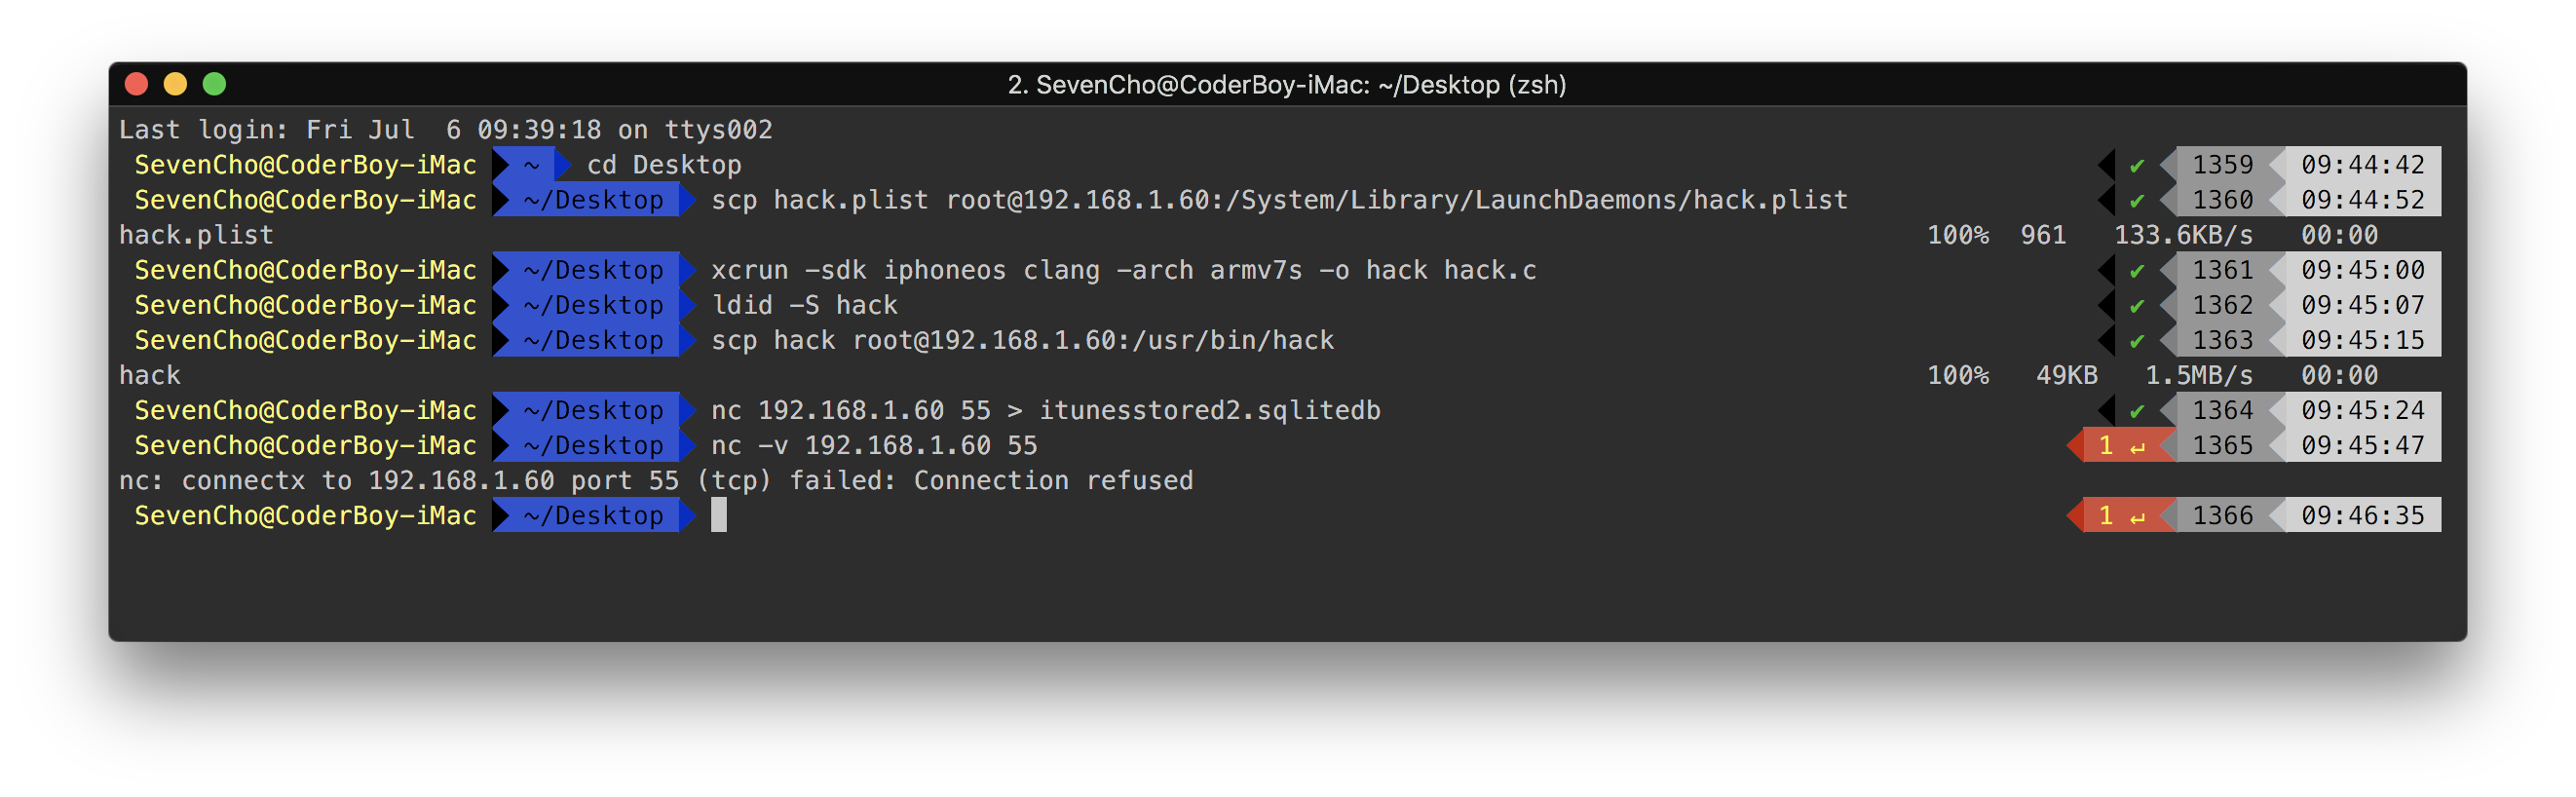 2. SevenCho@CoderBoy-iMac: ~/Desktop (zsh)
Last login: Fri Jul  6 09:39:18 on ttys002
SevenCho@CoderBoy-iMac ~ cd Desktop ✔ 1359 09:44:42
SevenCho@CoderBoy-iMac ~/Desktop scp hack.plist root@192.168.1.60:/System/Library/LaunchDaemons/hack.plist ✔ 1360 09:44:52
hack.plist 100% 961 133.6KB/s 00:00
SevenCho@CoderBoy-iMac ~/Desktop xcrun -sdk iphoneos clang -arch armv7s -o hack hack.c ✔ 1361 09:45:00
SevenCho@CoderBoy-iMac ~/Desktop ldid -S hack ✔ 1362 09:45:07
SevenCho@CoderBoy-iMac ~/Desktop scp hack root@192.168.1.60:/usr/bin/hack ✔ 1363 09:45:15
hack 100% 49KB 1.5MB/s 00:00
SevenCho@CoderBoy-iMac ~/Desktop nc 192.168.1.60 55 > itunesstored2.sqlitedb ✔ 1364 09:45:24
SevenCho@CoderBoy-iMac ~/Desktop nc -v 192.168.1.60 55 1 ↵ 1365 09:45:47
nc: connectx to 192.168.1.60 port 55 (tcp) failed: Connection refused
SevenCho@CoderBoy-iMac ~/Desktop 1 ↵ 1366 09:46:35